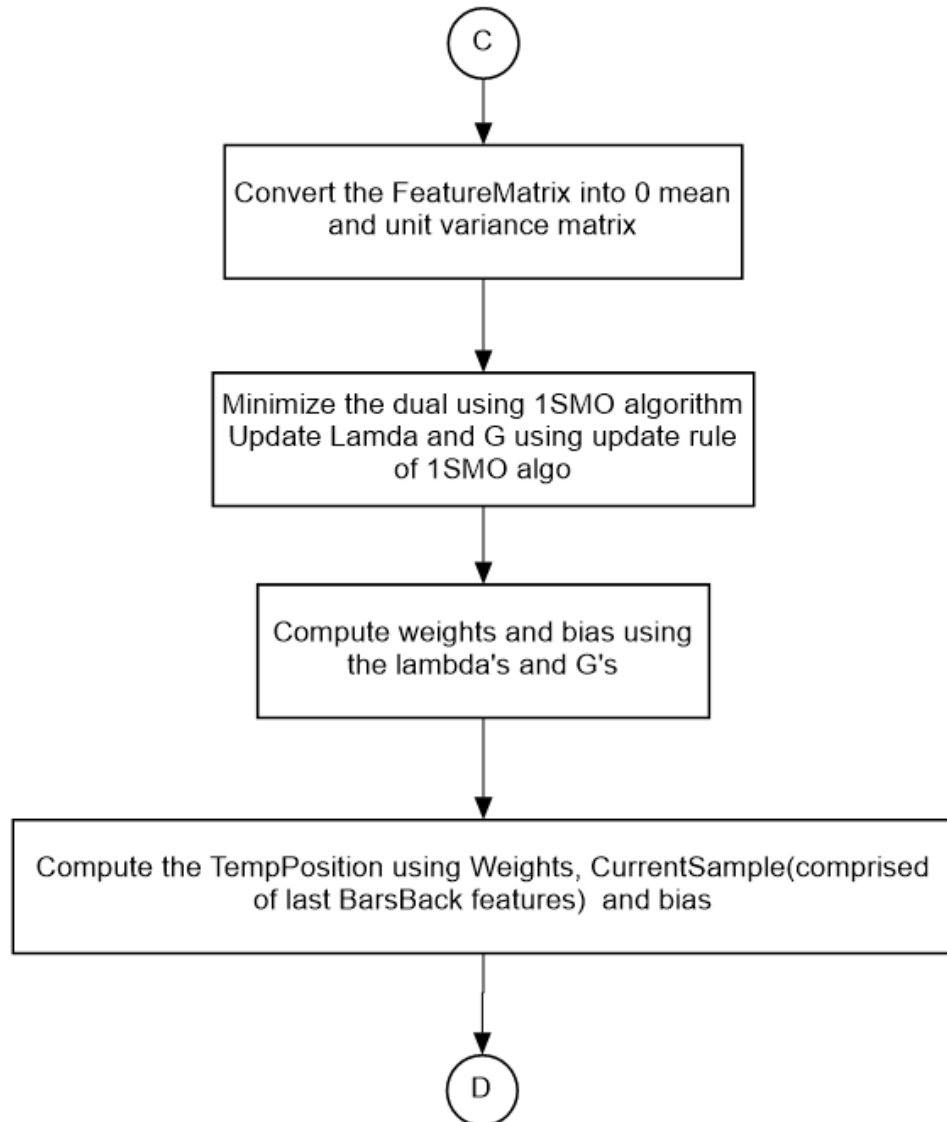 C
Convert the FeatureMatrix into 0 mean
and unit variance matrix
Minimize the dual using 1SMO algorithm
Update Lamda and G using update rule
of 1SMO algo
Compute weights and bias using
the lambda's and G's
Compute the TempPosition using Weights, CurrentSample(comprised
of last BarsBack features)  and bias
D